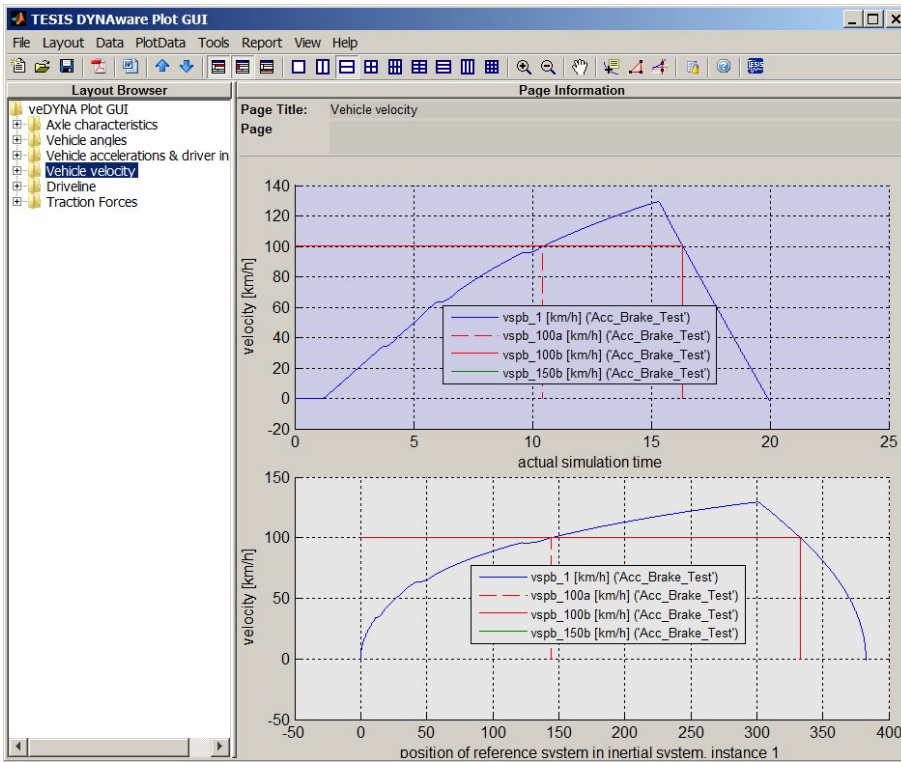 TESIS DYNAware Plot GUI
File Layout Data PlotData Tools Report View Help
Layout Browser
Page Information
veDYNA Plot GUI
Axle characteristics
Vehicle angles
Vehicle accelerations & driver in
Vehicle velocity
Driveline
Traction Forces
Page Title: Vehicle velocity
Page
140
120
100
80
60
40
20
0
-20
velocity [km/h]
vspb_1 [km/h] ('Acc_Brake_Test')
vspb_100a [km/h] ('Acc_Brake_Test')
vspb_100b [km/h] ('Acc_Brake_Test')
vspb_150b [km/h] ('Acc_Brake_Test')
0 5 10 15 20 25
actual simulation time
150
100
50
0
-50
velocity [km/h]
vspb_1 [km/h] ('Acc_Brake_Test')
vspb_100a [km/h] ('Acc_Brake_Test')
vspb_100b [km/h] ('Acc_Brake_Test')
vspb_150b [km/h] ('Acc_Brake_Test')
-50 0 50 100 150 200 250 300 350 400
position of reference system in inertial system, instance 1